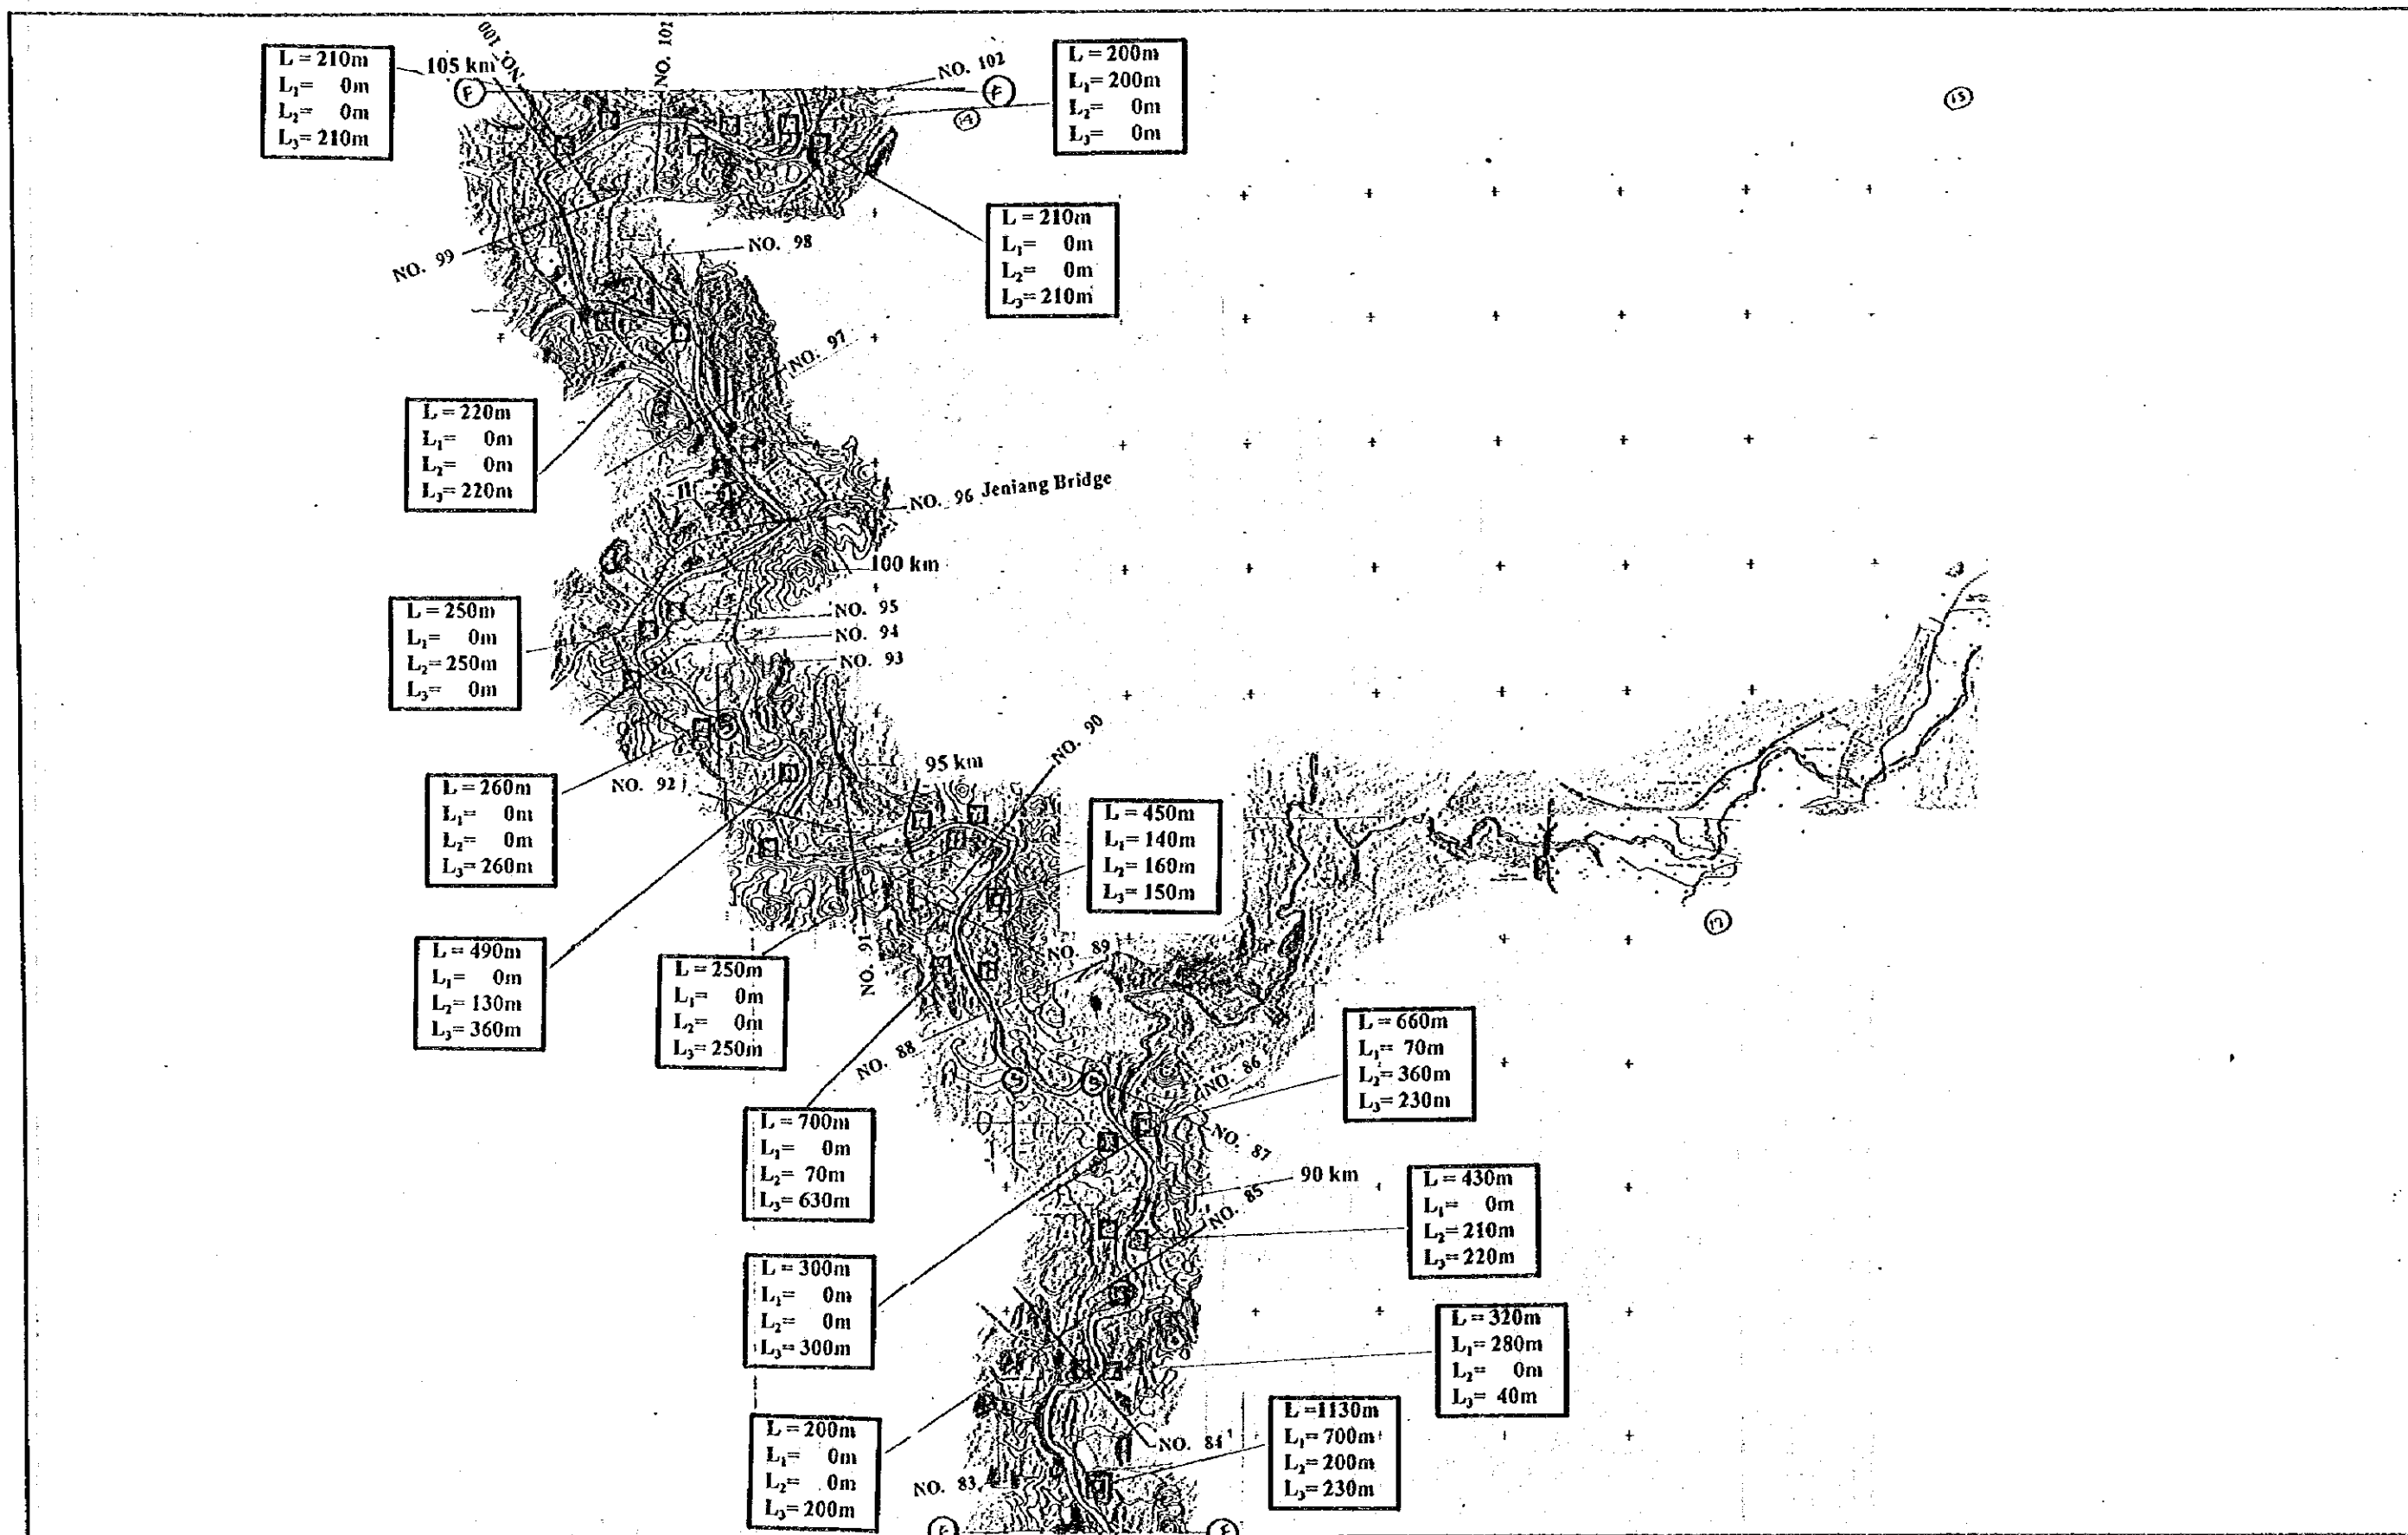 NO. 100
NO. 101
105 km
F
NO. 102
F
14
15
L = 210m
L₁= 0m
L₂= 0m
L₃= 210m
L = 200m
L₁= 200m
L₂= 0m
L₃= 0m
L = 210m
L₁= 0m
L₂= 0m
L₃= 210m
NO. 99
NO. 98
NO. 97
L = 220m
L₁= 0m
L₂= 0m
L₃= 220m
NO. 96 Jeniang Bridge
100 km
NO. 95
NO. 94
NO. 93
L = 250m
L₁= 0m
L₂= 250m
L₃= 0m
S
NO. 92
NO. 90
95 km
L = 260m
L₁= 0m
L₂= 0m
L₃= 260m
L = 450m
L₁= 140m
L₂= 160m
L₃= 150m
17
L = 490m
L₁= 0m
L₂= 130m
L₃= 360m
L = 250m
L₁= 0m
L₂= 0m
L₃= 250m
NO. 91
NO. 89
NO. 88
L = 660m
L₁= 70m
L₂= 360m
L₃= 230m
S
S
NO. 86
NO. 87
L = 700m
L₁= 0m
L₂= 70m
L₃= 630m
90 km
NO. 85
L = 430m
L₁= 0m
L₂= 210m
L₃= 220m
L = 300m
L₁= 0m
L₂= 0m
L₃= 300m
L = 320m
L₁= 280m
L₂= 0m
L₃= 40m
L = 200m
L₁= 0m
L₂= 0m
L₃= 200m
NO. 84
NO. 83
L =1130m
L₁= 700m
L₂= 200m
L₃= 230m